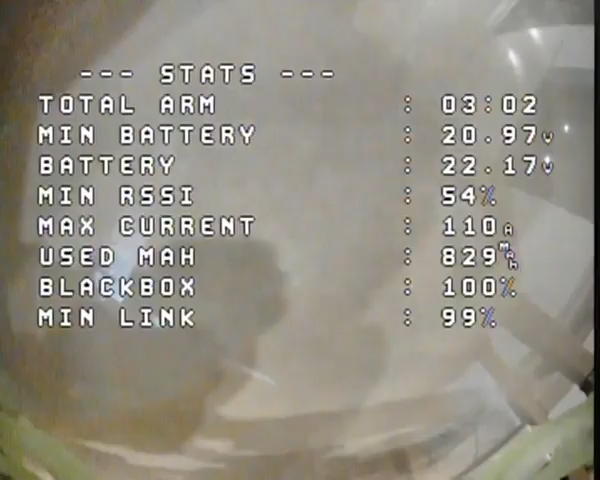 --- STATS ---
TOTAL ARM : 03:02
MIN BATTERY : 20.97V
BATTERY : 22.17V
MIN RSSI : 54%
MAX CURRENT : 110A
USED MAH : 829MAH
BLACKBOX : 100%
MIN LINK : 99%